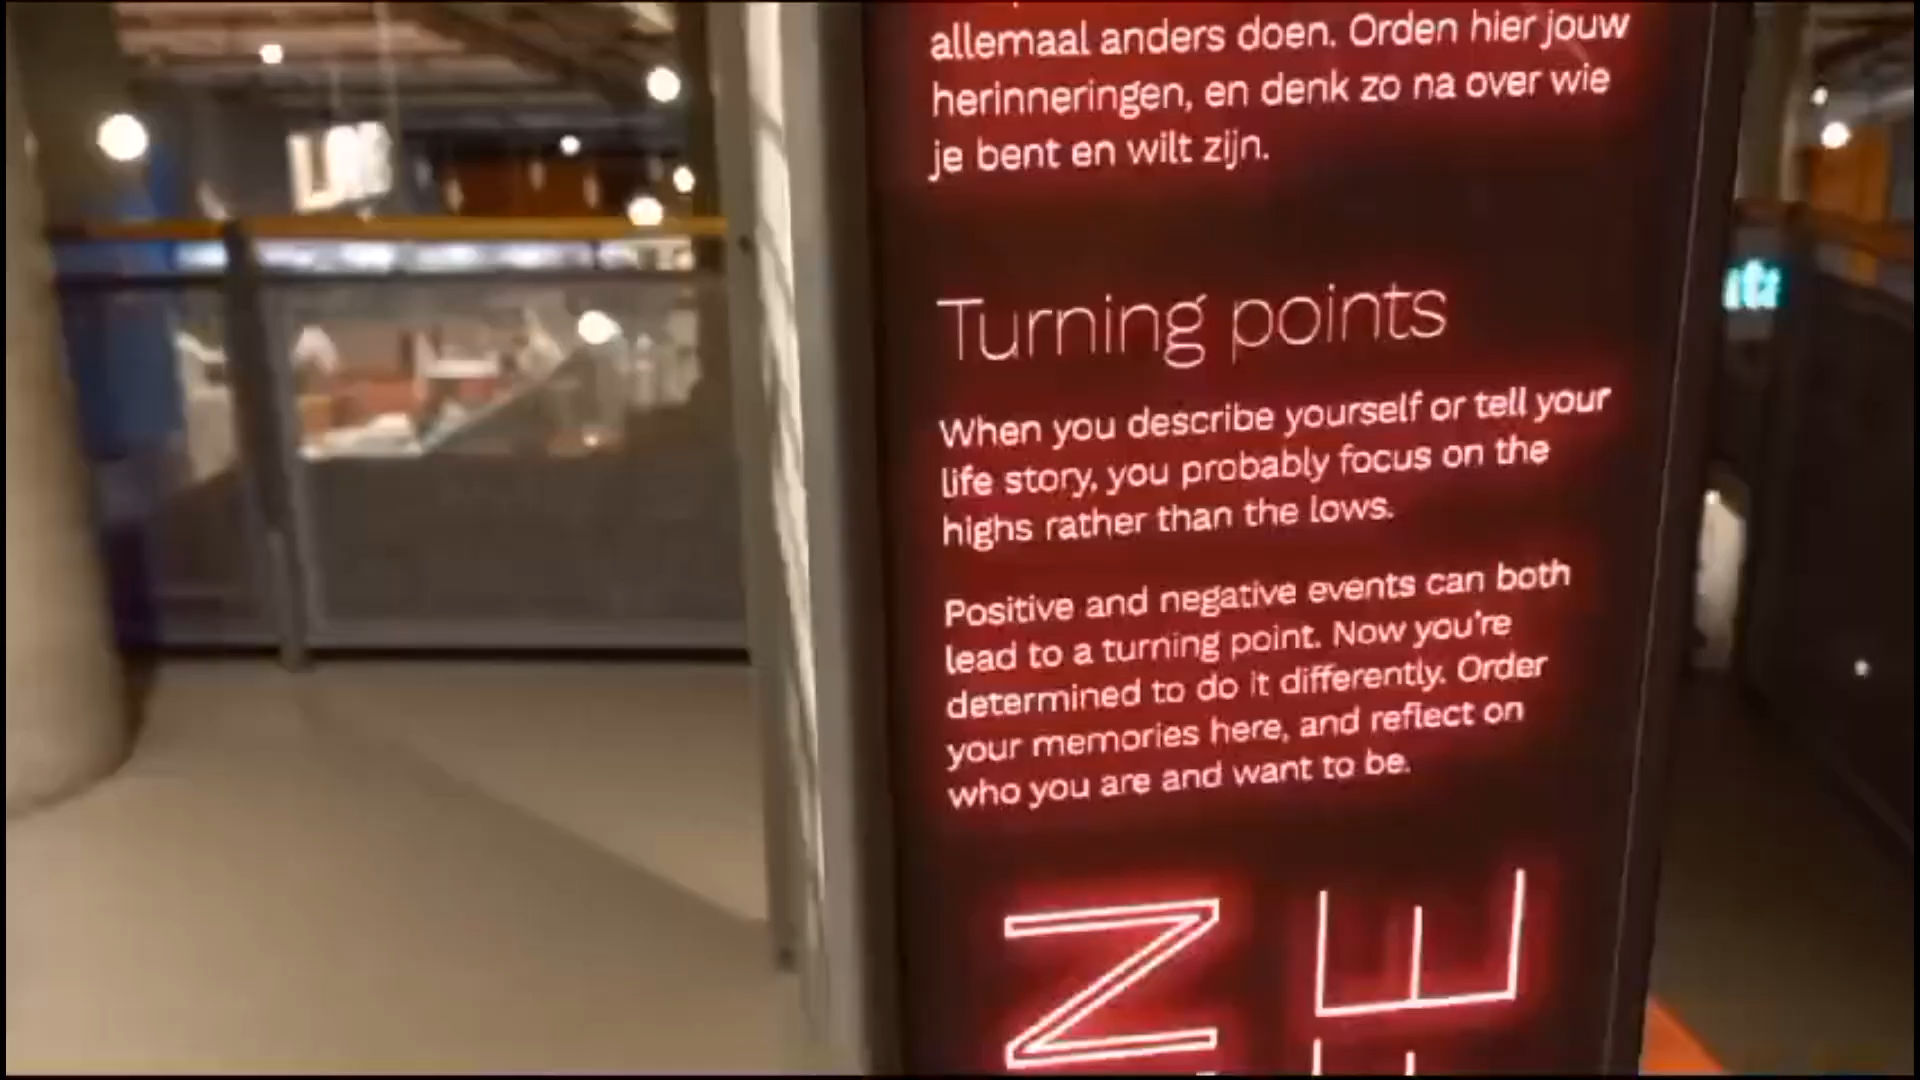 allemaal anders doen. Orden hier jouw
herinneringen, en denk zo na over wie
je bent en wilt zijn.
Turning points
When you describe yourself or tell your
life story, you probably focus on the
highs rather than the lows.
Positive and negative events can both
lead to a turning point. Now you're
determined to do it differently. Order
your memories here, and reflect on
who you are and want to be.
N
E